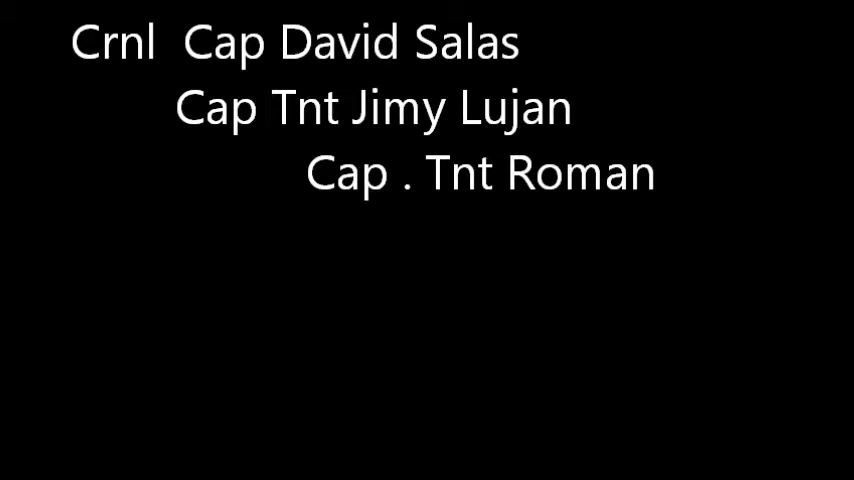 Crnl  Cap David Salas
Cap Tnt Jimy Lujan
Cap . Tnt Roman